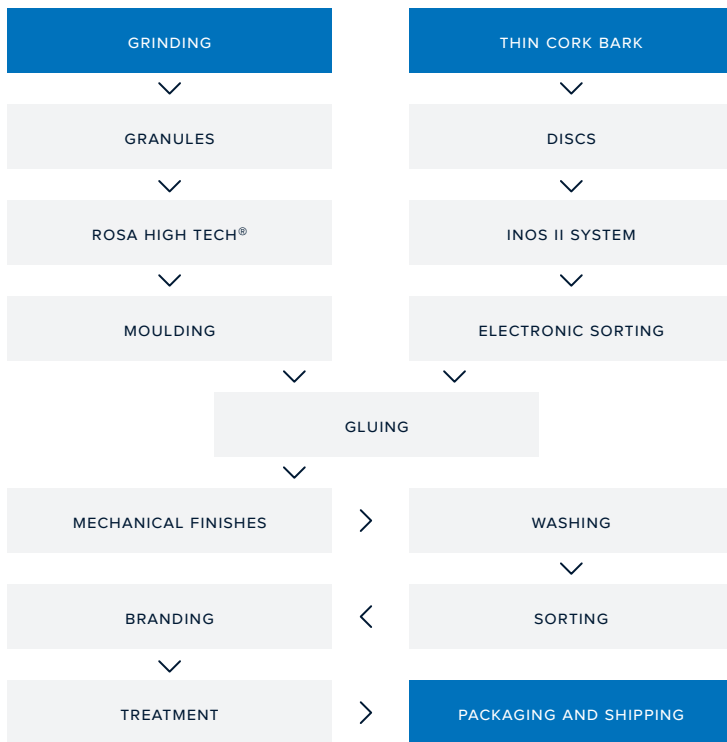 GRINDING
THIN CORK BARK
GRANULES
DISCS
ROSA HIGH TECH®
INOS II SYSTEM
MOULDING
ELECTRONIC SORTING
GLUING
MECHANICAL FINISHES
WASHING
BRANDING
SORTING
TREATMENT
PACKAGING AND SHIPPING